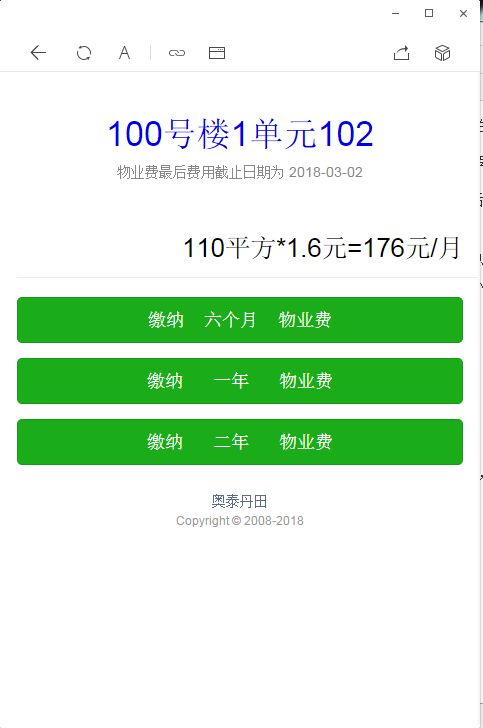 A
100号楼1单元102
物业费最后费用截止日期为 2018-03-02
110平方*1.6元=176元/月
缴纳 六个月 物业费
缴纳 一年 物业费
缴纳 二年 物业费
奥泰丹田
Copyright © 2008-2018